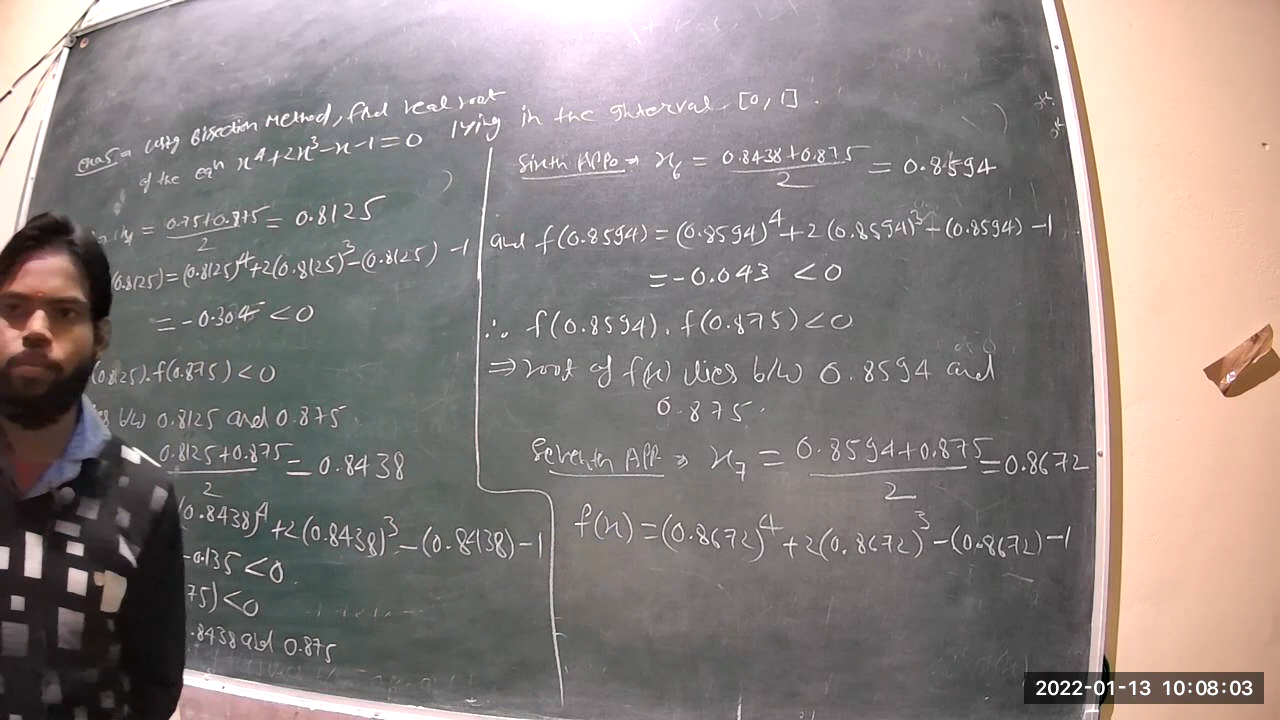 using Bisection Method, find real root
of the eqn x⁴+2x³-x-1=0 lying in the interval [0,1].
= 0.75+0.875/2 = 0.8125
(0.8125)=(0.8125)⁴+2(0.8125)³-(0.8125)-1
=-0.304<0
(0.8125).f(0.875)<0
b/w 0.8125 and 0.875.
0.8125+0.875/2 = 0.8438
(0.8438)⁴+2(0.8438)³-(0.8438)-1
-0.135<0
75)<0
.8438 and 0.875
Sixth APP⇒ x₆ = 0.8438+0.875/2 = 0.8594
and f(0.8594)=(0.8594)⁴+2(0.8594)³-(0.8594)-1
=-0.043 <0
∴ f(0.8594).f(0.875)<0
⇒root of f(x) lies b/w 0.8594 and
0.875.
Seventh APP⇒ x₇ = 0.8594+0.875/2 =0.8672
f(x)=(0.8672)⁴+2(0.8672)³-(0.8672)-1
2022-01-13 10:08:03